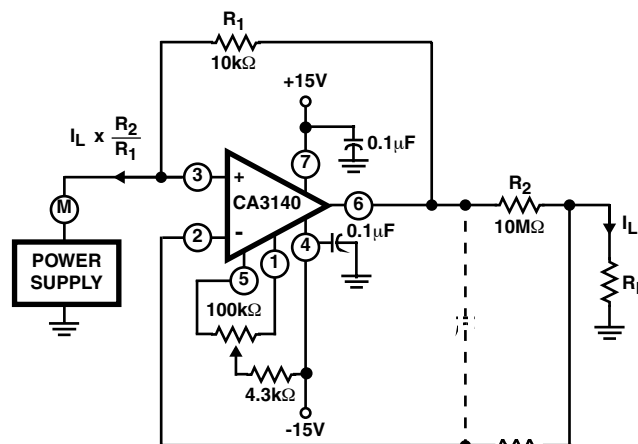 R1
10kΩ
+15V
0.1μF
IL x R2
R1
3
+
7
CA3140
6
R2
10MΩ
IL
M
2
-
0.1μF
4
1
5
POWER
SUPPLY
100kΩ
4.3kΩ
-15V